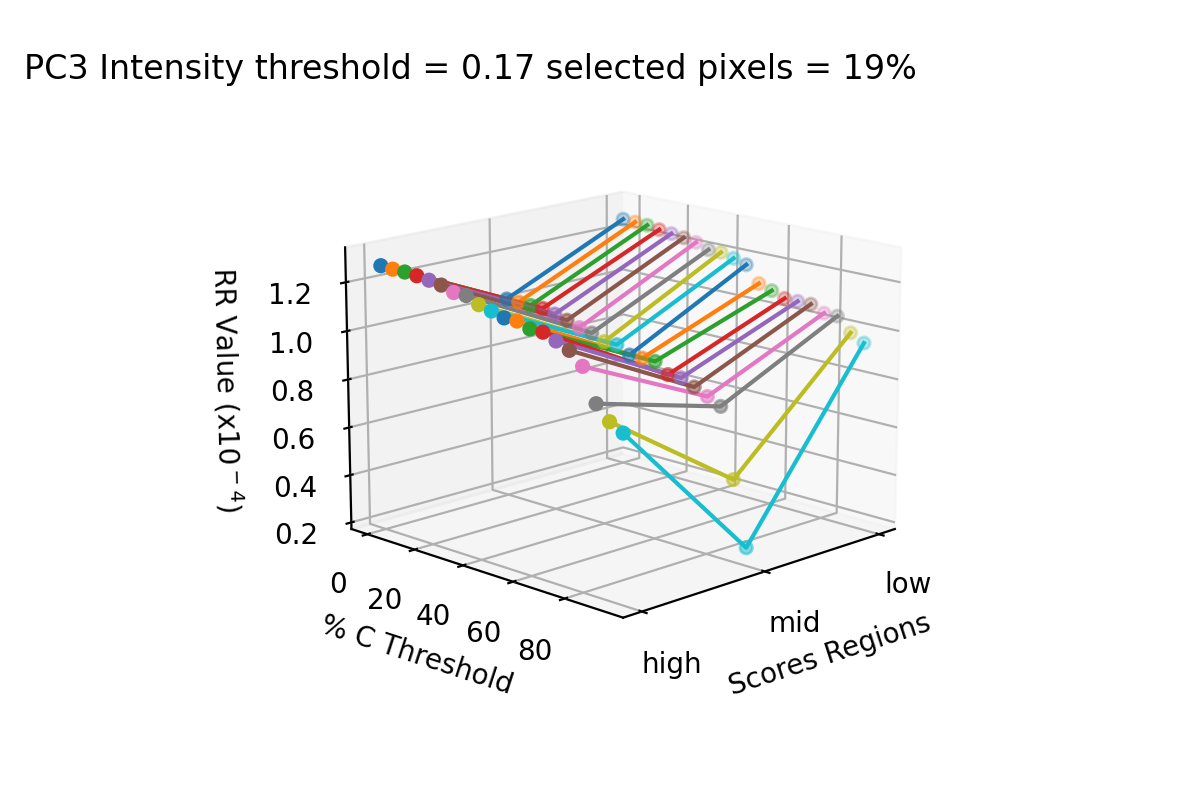 PC3 Intensity threshold = 0.17 selected pixels = 19%
RR Value (x10⁻⁴)
1.2
1.0
0.8
0.6
0.4
0.2
0
20
40
60
80
% C Threshold
high
mid
low
Scores Regions